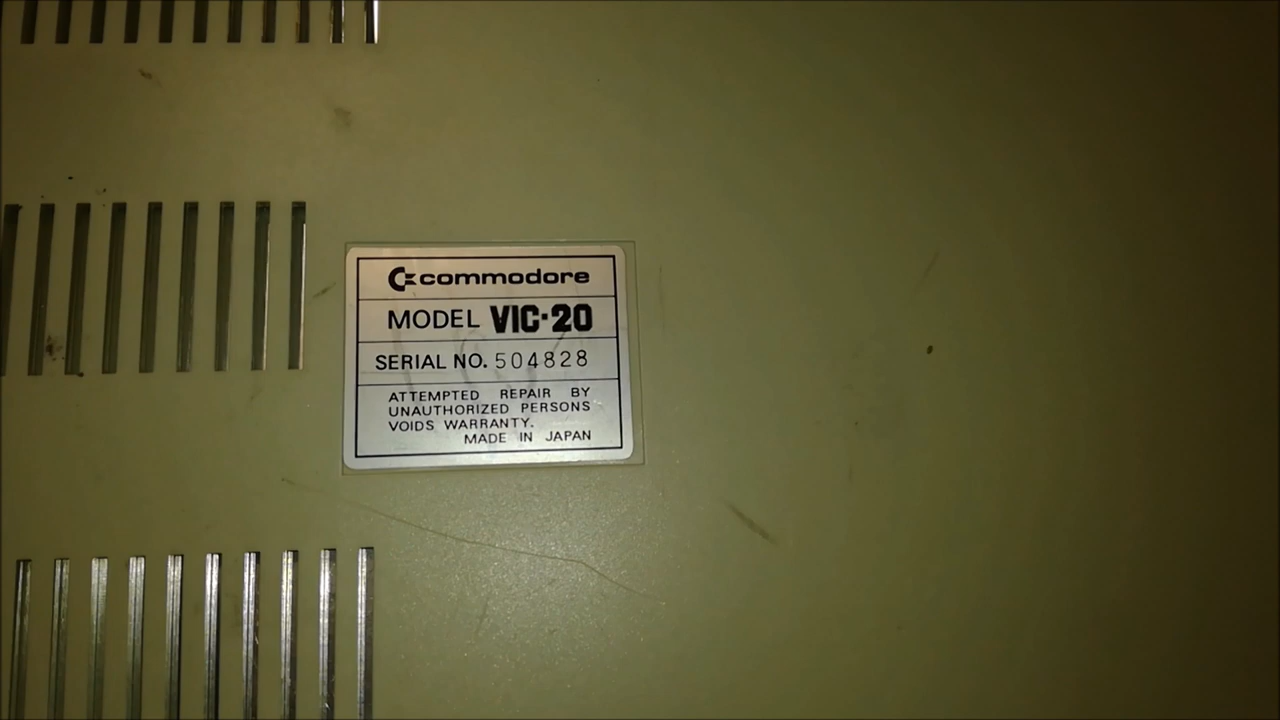 commodore
MODEL VIC·20
SERIAL NO. 504828
ATTEMPTED REPAIR BY
UNAUTHORIZED PERSONS
VOIDS WARRANTY.
MADE IN JAPAN